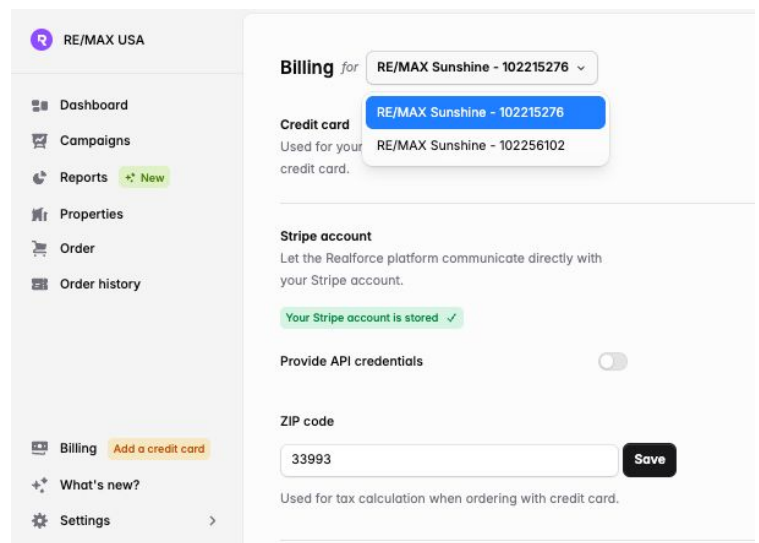 RE/MAX USA
Dashboard
Campaigns
Reports New
Properties
Order
Order history
Billing Add a credit card
What's new?
Settings
Billing for RE/MAX Sunshine - 102215276
RE/MAX Sunshine - 102215276
RE/MAX Sunshine - 102256102
Credit card
Used for your
credit card.
Stripe account
Let the Realforce platform communicate directly with
your Stripe account.
Your Stripe account is stored
Provide API credentials
ZIP code
33993
Save
Used for tax calculation when ordering with credit card.